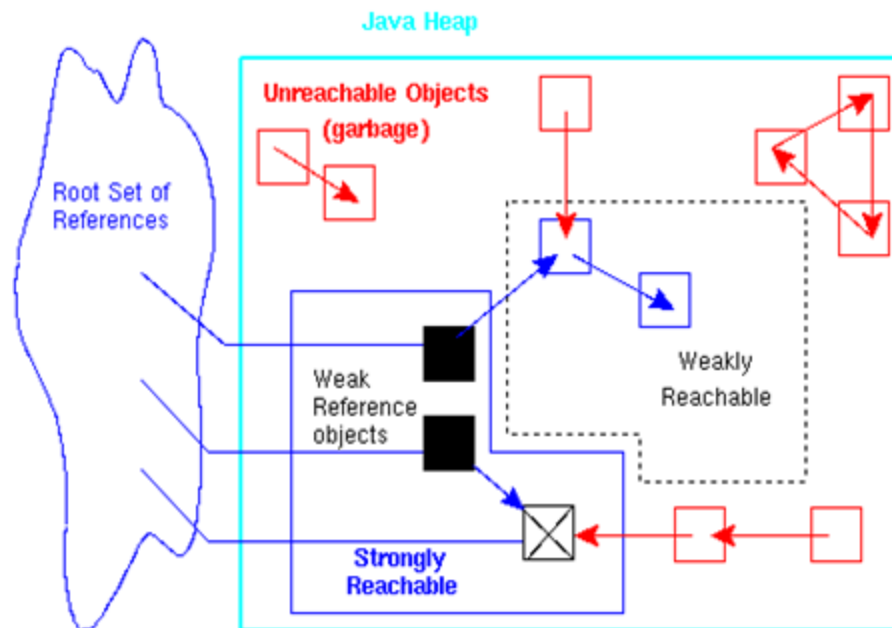 Java Heap
Unreachable Objects
(garbage)
Root Set of
References
Weak
Reference
objects
Weakly
Reachable
Strongly
Reachable